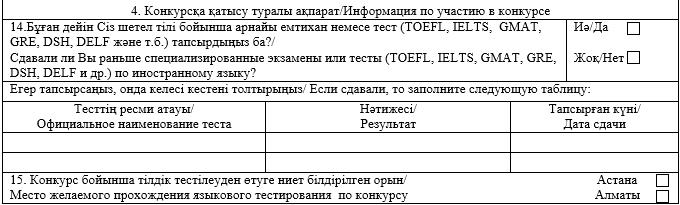 4. Конкурсқа қатысу туралы ақпарат/Информация по участию в конкурсе
14.Бұған дейін Сіз шетел тілі бойынша арнайы емтихан немесе тест (TOEFL, IELTS, GMAT, GRE, DSH, DELF және т.б.) тапсырдыңыз ба?/
Сдавали ли Вы раньше специализированные экзамены или тесты (TOEFL, IELTS, GMAT, GRE, DSH, DELF и др.) по иностранному языку?
Иә/Да
Жоқ/Нет
Егер тапсырсаңыз, онда келесі кестені толтырыңыз/ Если сдавали, то заполните следующую таблицу:
Тесттің ресми атауы/
Официальное наименование теста
Нәтижесі/
Результат
Тапсырған күні/
Дата сдачи
15. Конкурс бойынша тілдік тестілеуден өтуге ниет білдірілген орын/
Место желаемого прохождения языкового тестирования по конкурсу
Астана
Алматы